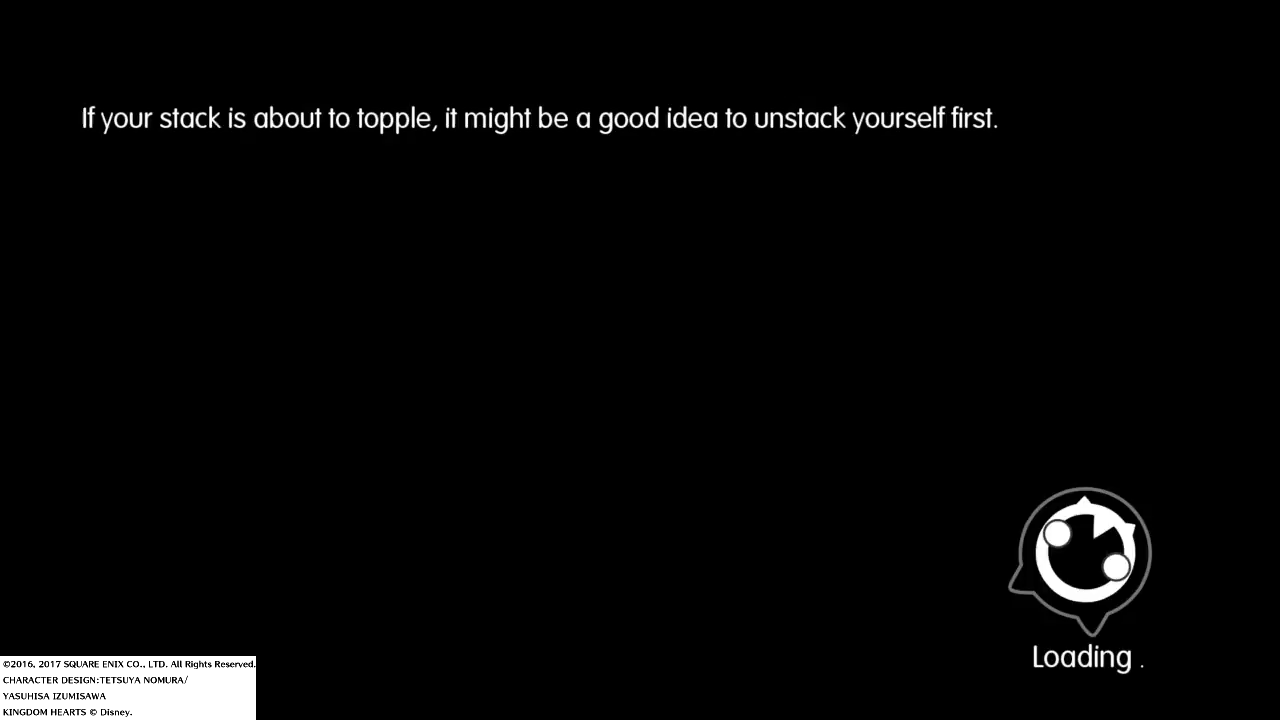 If your stack is about to topple, it might be a good idea to unstack yourself first.
Loading .
©2016, 2017 SQUARE ENIX CO., LTD. All Rights Reserved.
CHARACTER DESIGN:TETSUYA NOMURA/
YASUHISA IZUMISAWA
KINGDOM HEARTS © Disney.